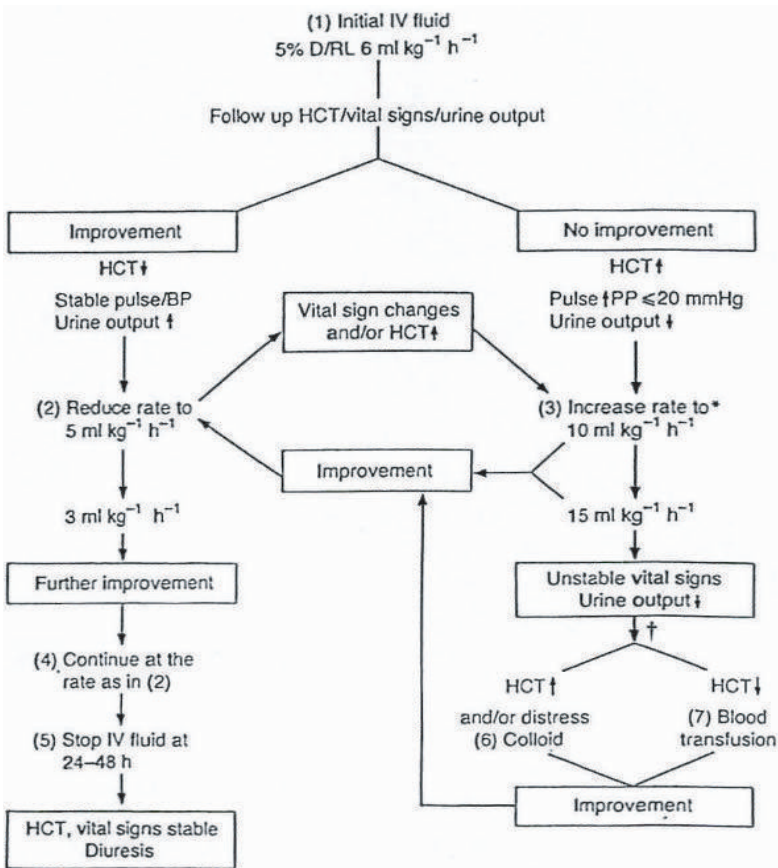 (1) Initial IV fluid
5% D/RL 6 ml kg⁻¹ h⁻¹
Follow up HCT/vital signs/urine output
Improvement
HCT↓
Stable pulse/BP
Urine output ↑
No improvement
HCT↑
Pulse ↑PP ⩽20 mmHg
Urine output ↓
Vital sign changes
and/or HCT↑
(2) Reduce rate to
5 ml kg⁻¹ h⁻¹
(3) Increase rate to*
10 ml kg⁻¹ h⁻¹
Improvement
3 ml kg⁻¹ h⁻¹
15 ml kg⁻¹ h⁻¹
Further improvement
Unstable vital signs
Urine output↓
†
(4) Continue at the
rate as in (2)
HCT↑
and/or distress
(6) Colloid
HCT↓
(7) Blood
transfusion
(5) Stop IV fluid at
24–48 h
Improvement
HCT, vital signs stable
Diuresis